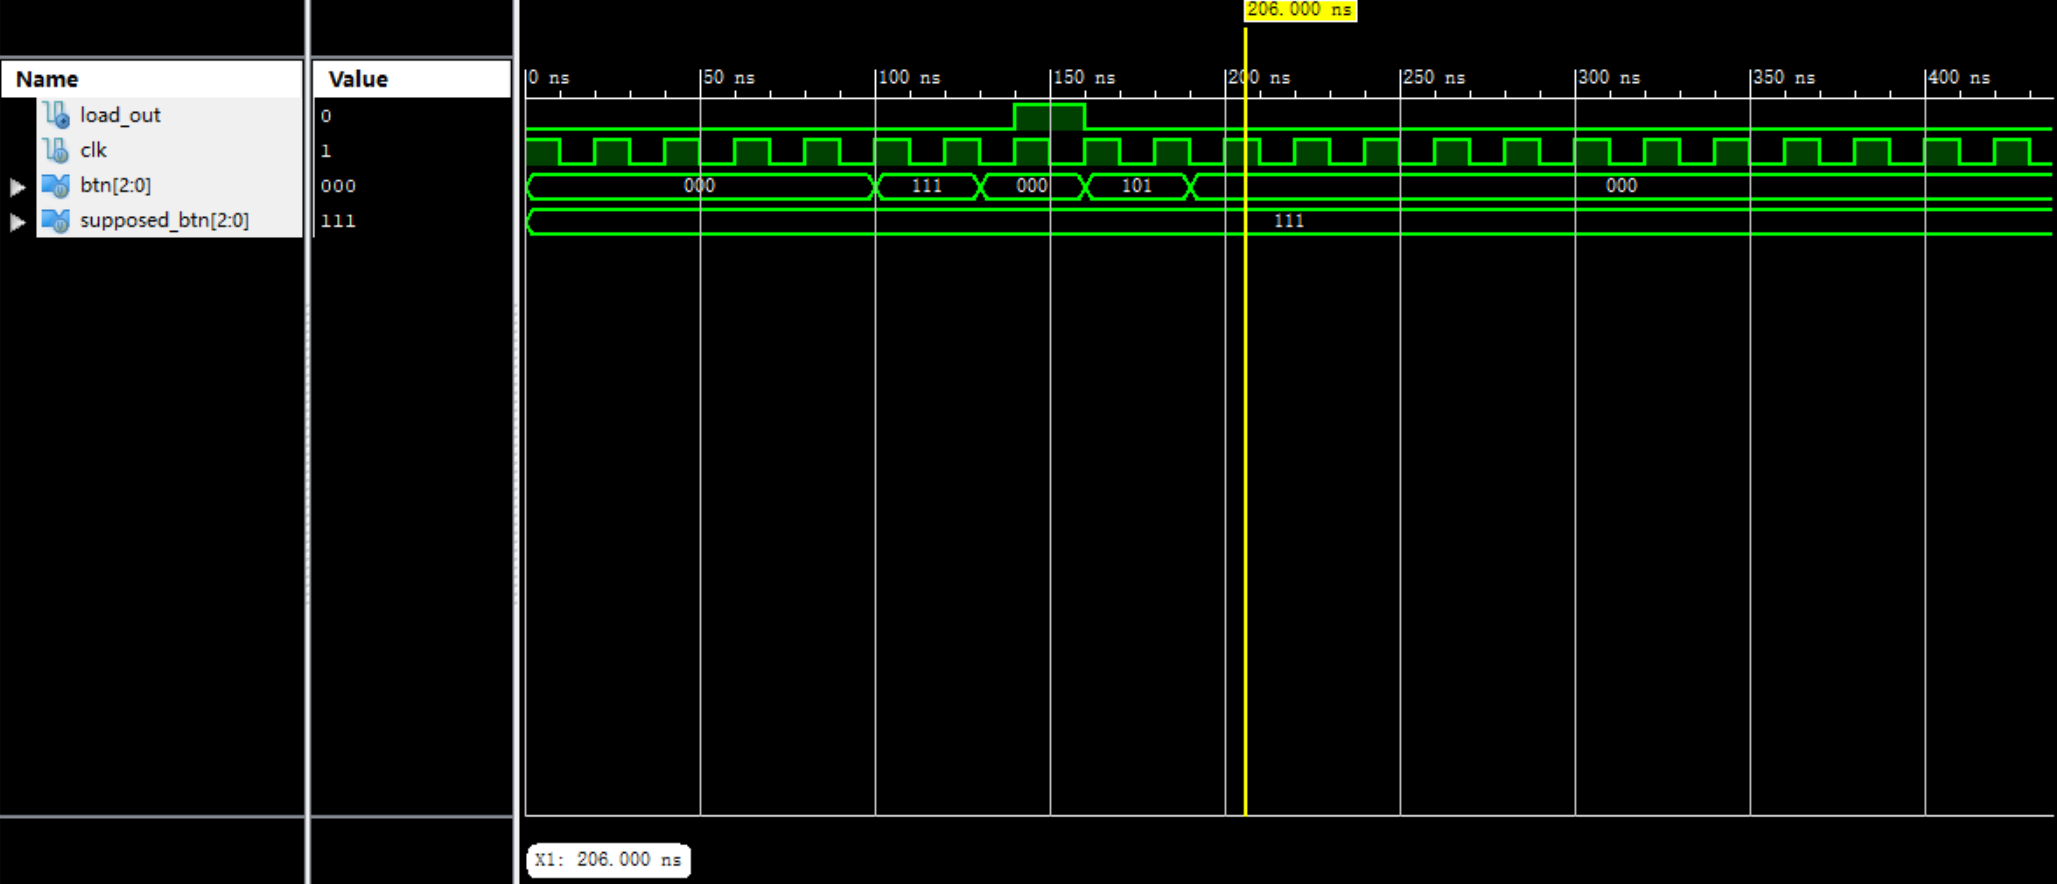 206.000 ns
Name Value 0 ns 50 ns 100 ns 150 ns 200 ns 250 ns 300 ns 350 ns 400 ns
load_out 0
clk 1
btn[2:0] 000 000 111 000 101 000
supposed_btn[2:0] 111 111
X1: 206.000 ns